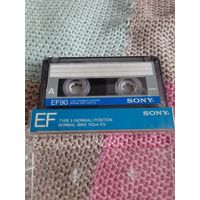 A
EF90
SONY
EF
TYPE I (NORMAL) POSITION
NORMAL BIAS 120μs EQ
SONY